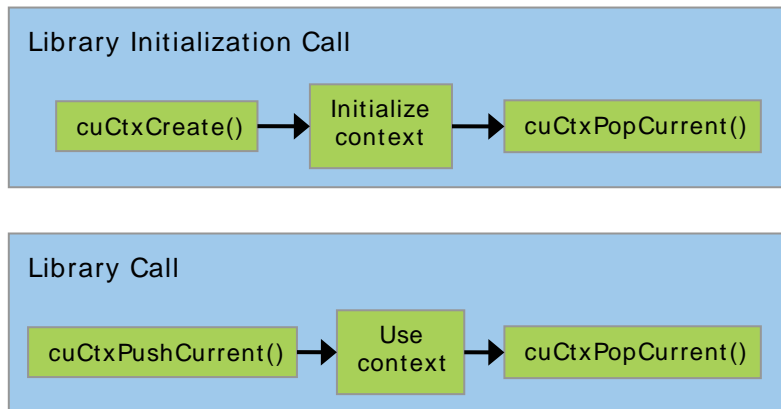 Library Initialization Call
cuCtxCreate()
Initialize
context
cuCtxPopCurrent()
Library Call
cuCtxPushCurrent()
Use
context
cuCtxPopCurrent()